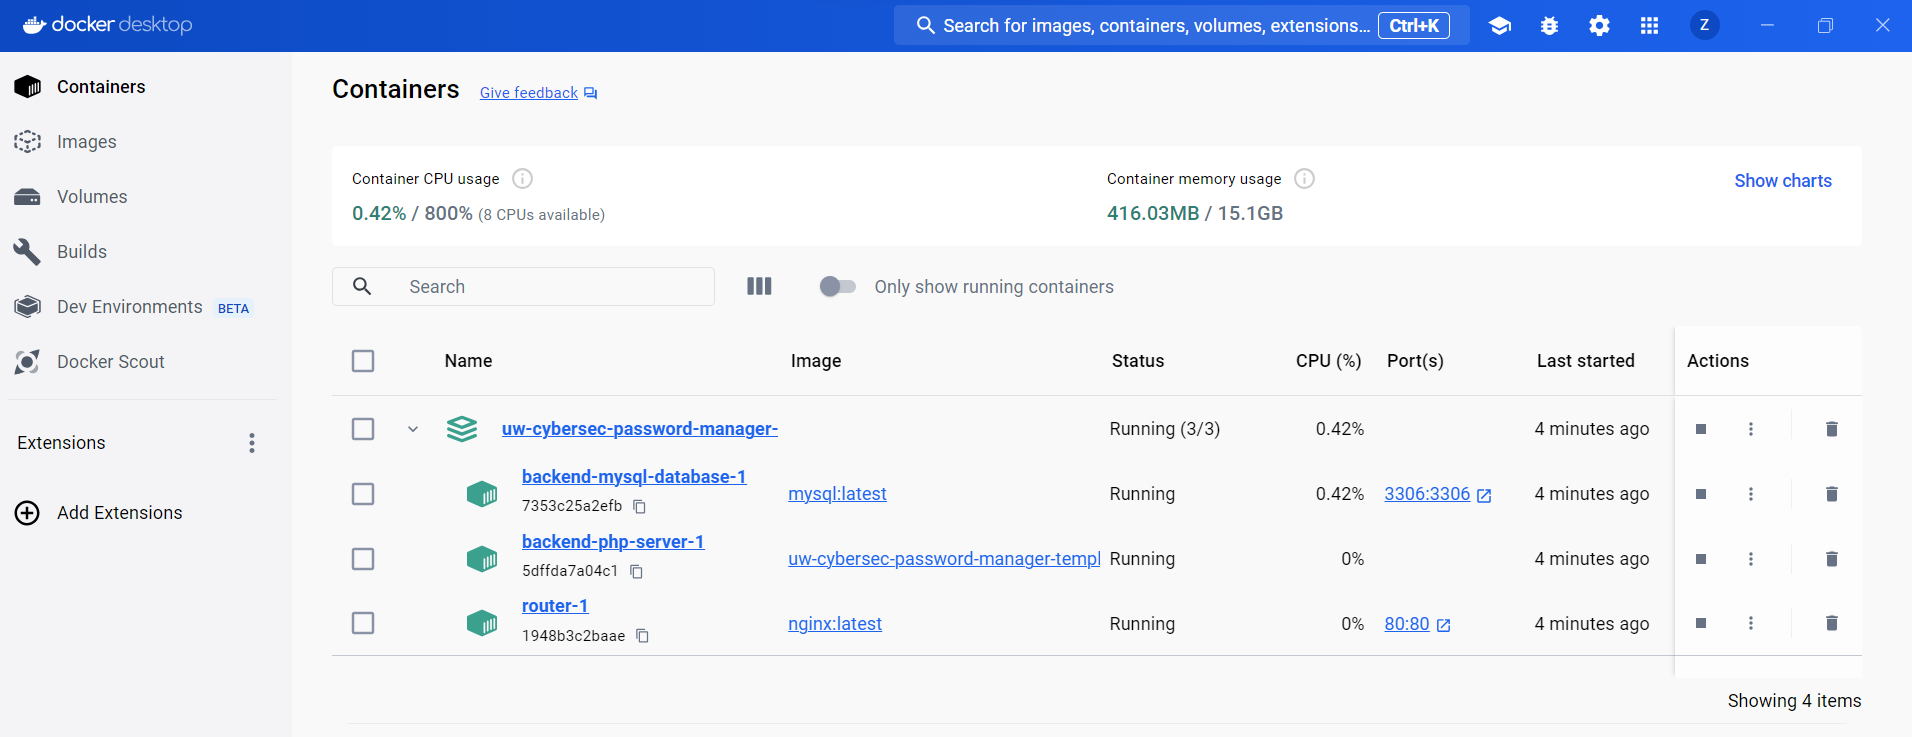 docker desktop
Search for images, containers, volumes, extensions... Ctrl+K
Z
Containers
Images
Volumes
Builds
Dev Environments BETA
Docker Scout
Extensions
Add Extensions
Containers Give feedback
Container CPU usage
0.42% / 800% (8 CPUs available)
Container memory usage
416.03MB / 15.1GB
Show charts
Search
Only show running containers
Name Image Status CPU (%) Port(s) Last started Actions
uw-cybersec-password-manager- Running (3/3) 0.42% 4 minutes ago
backend-mysql-database-1
7353c25a2efb
mysql:latest Running 0.42% 3306:3306 4 minutes ago
backend-php-server-1
5dffda7a04c1
uw-cybersec-password-manager-templ Running 0% 4 minutes ago
router-1
1948b3c2baae
nginx:latest Running 0% 80:80 4 minutes ago
Showing 4 items